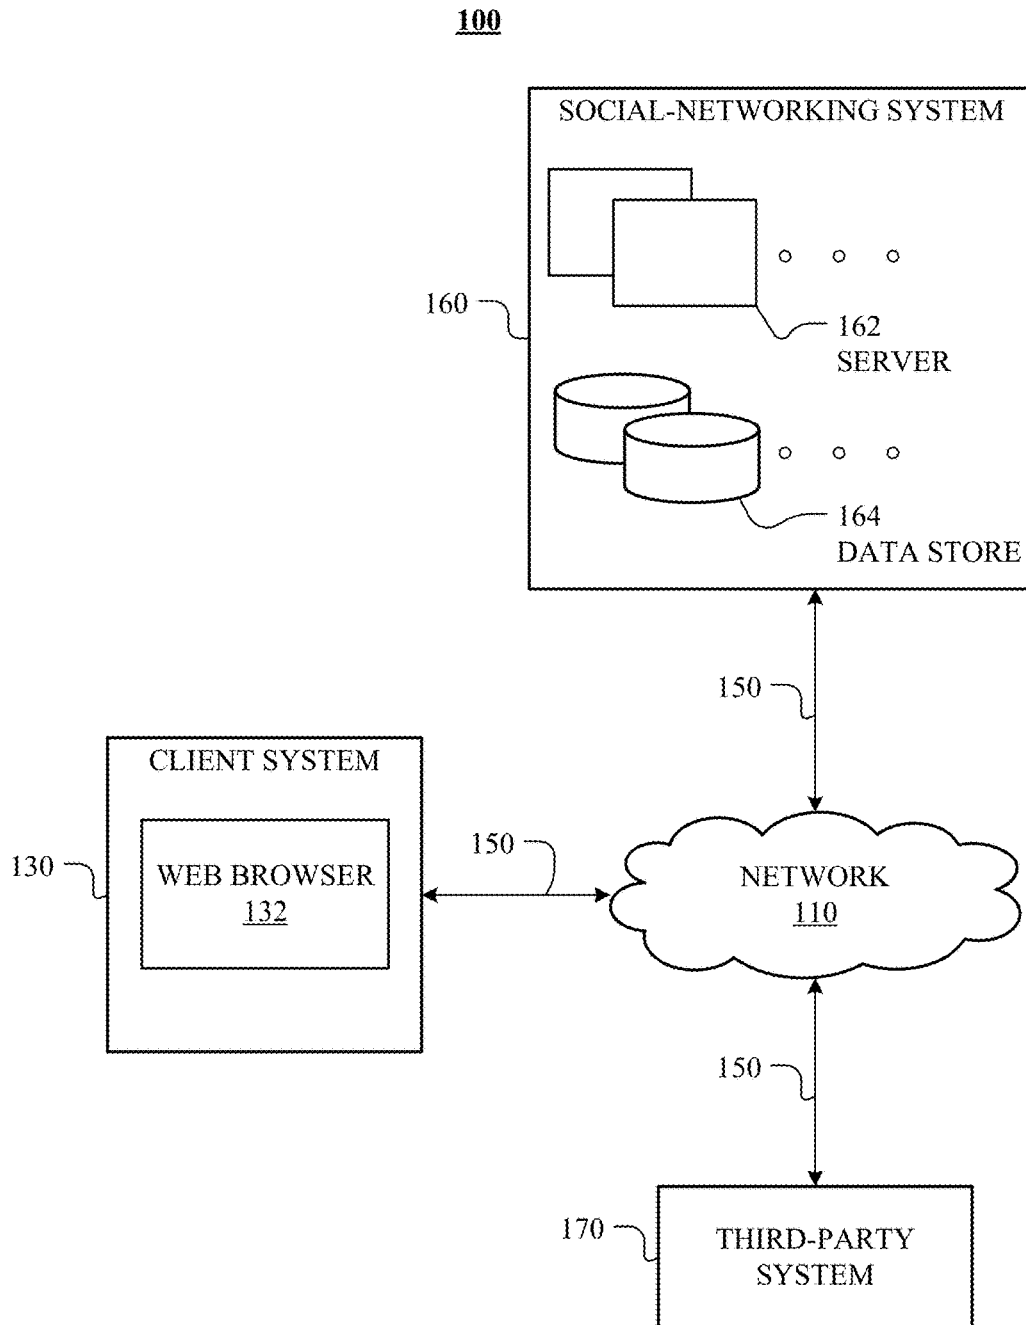 100
SOCIAL-NETWORKING SYSTEM
160
162
SERVER
164
DATA STORE
150
CLIENT SYSTEM
130
WEB BROWSER
132
150
NETWORK
110
150
170
THIRD-PARTY
SYSTEM